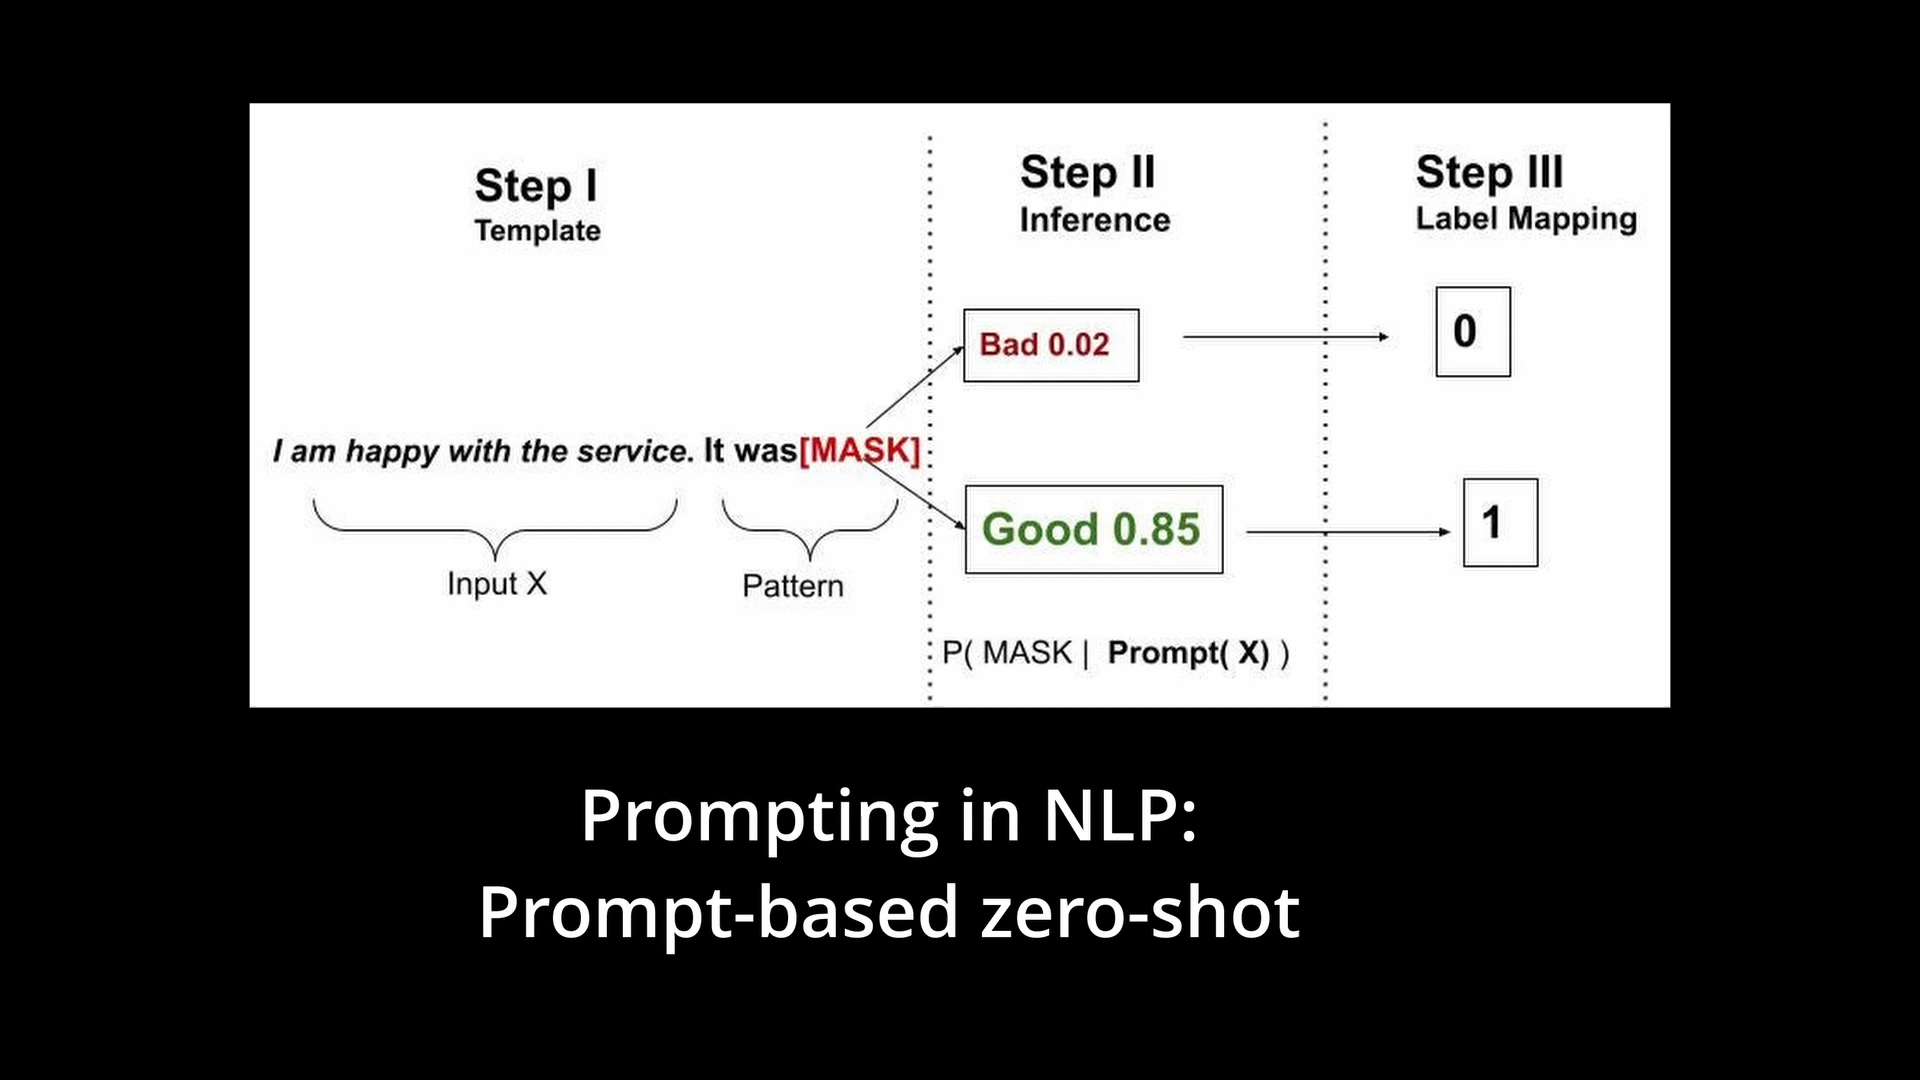 Step I
Template
Step II
Inference
Step III
Label Mapping
Bad 0.02
0
I am happy with the service. It was[MASK]
Good 0.85
1
Input X
Pattern
P( MASK | Prompt( X) )
Prompting in NLP:
Prompt-based zero-shot